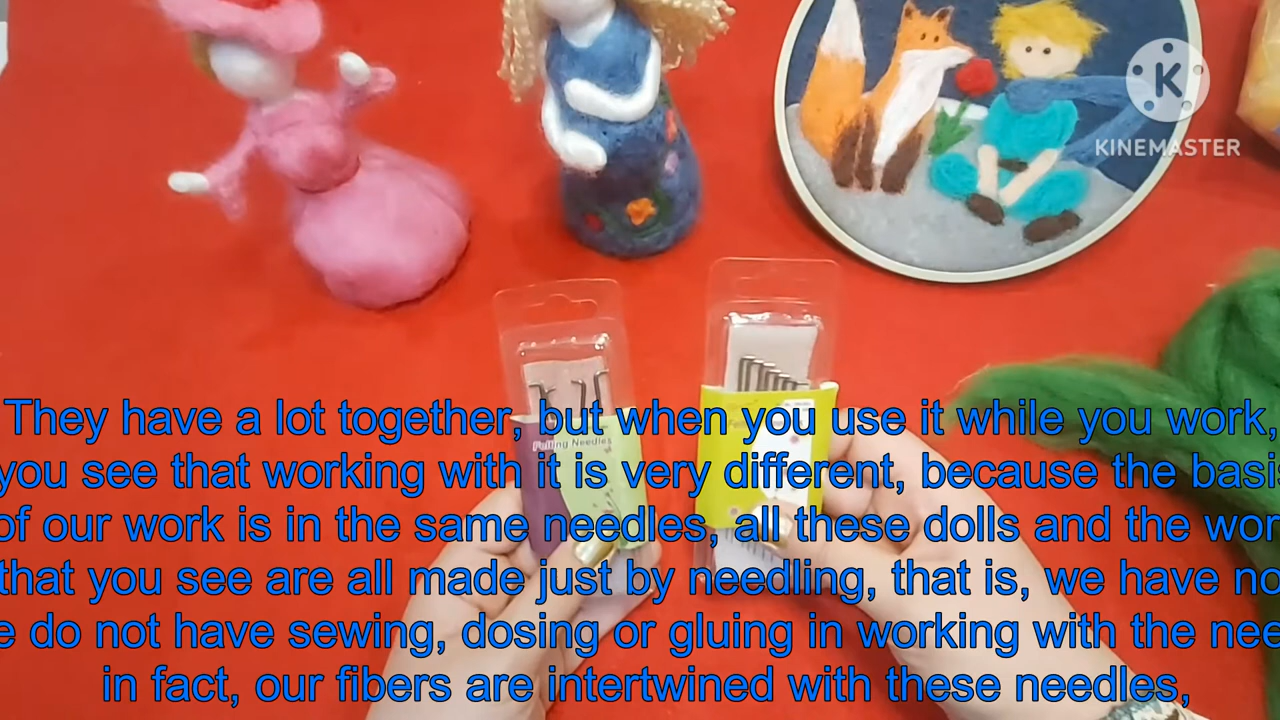 KINEMASTER
They have a lot together, but when you use it while you work,
you see that working with it is very different, because the basis
of our work is in the same needles, all these dolls and the wor
that you see are all made just by needling, that is, we have no
e do not have sewing, dosing or gluing in working with the nee
in fact, our fibers are intertwined with these needles,
Felting Needles